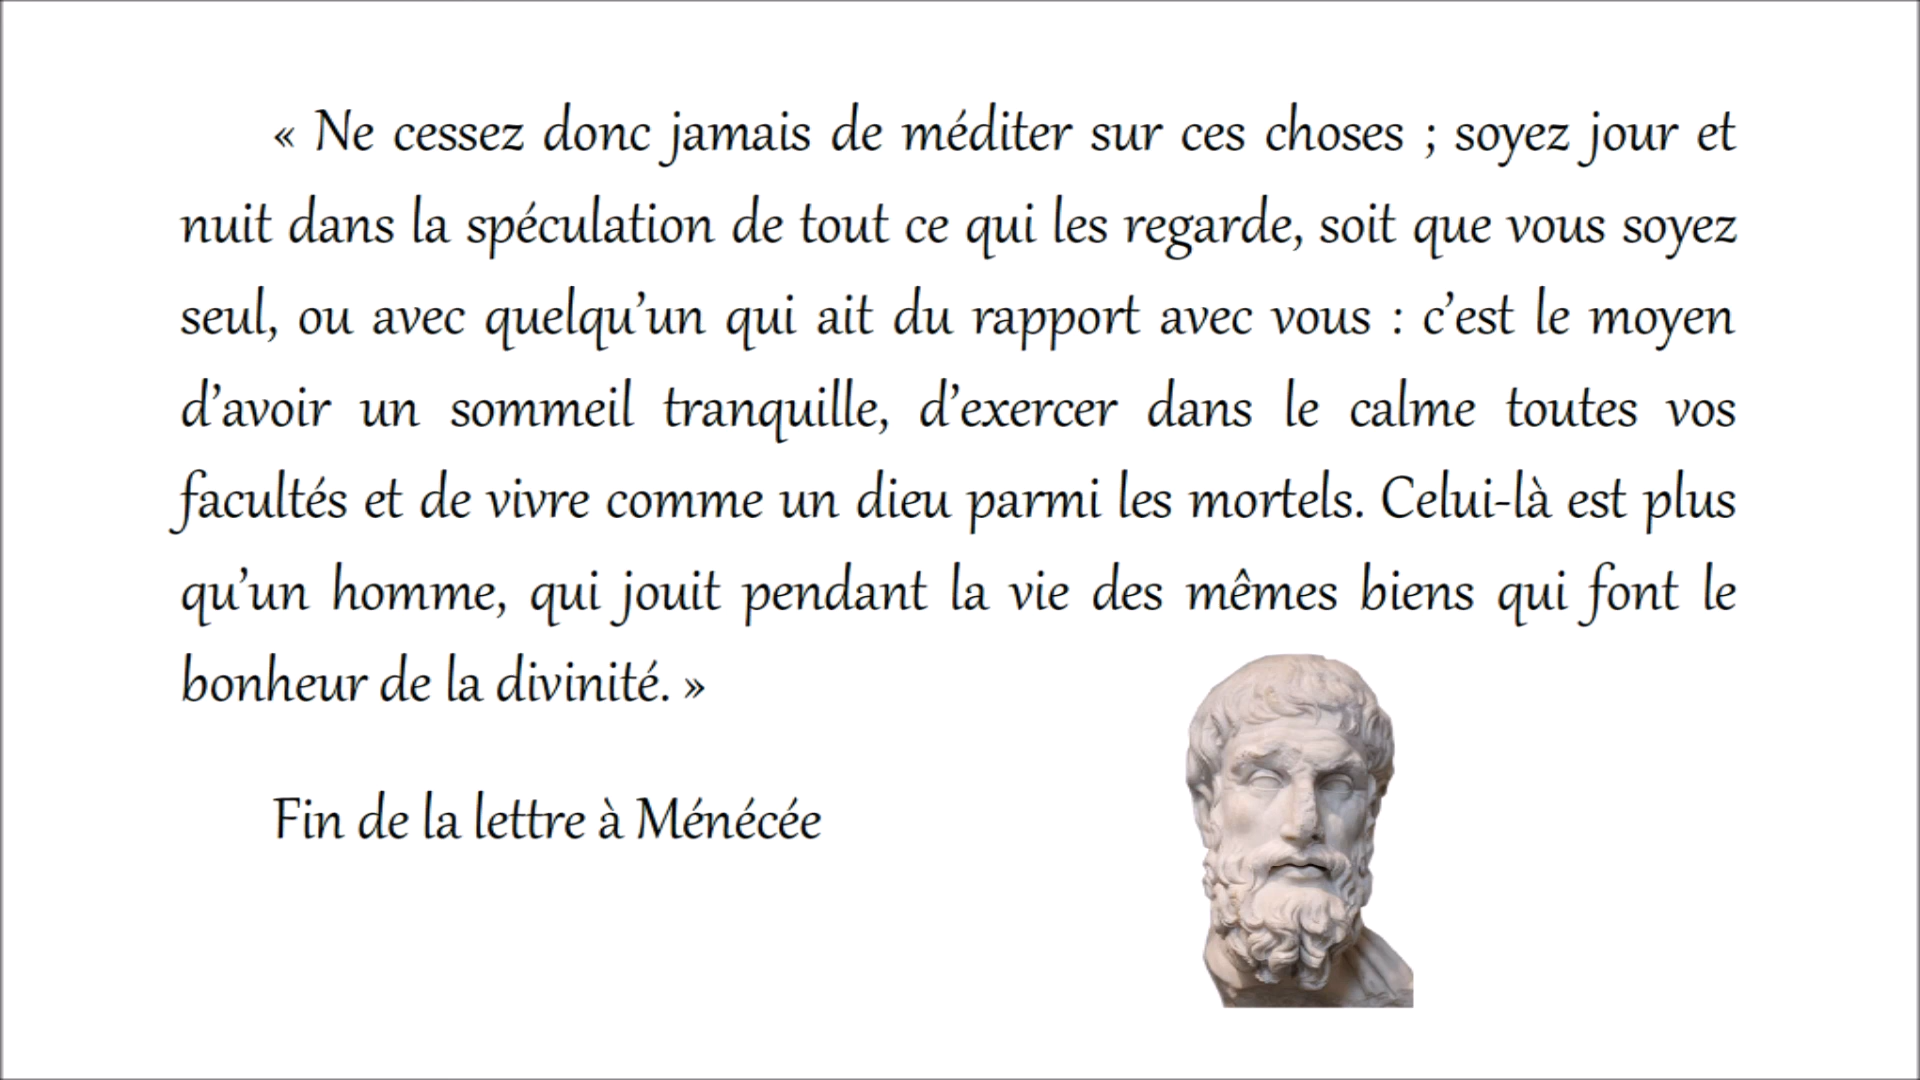 « Ne cessez donc jamais de méditer sur ces choses ; soyez jour et
nuit dans la spéculation de tout ce qui les regarde, soit que vous soyez
seul, ou avec quelqu’un qui ait du rapport avec vous : c’est le moyen
d’avoir un sommeil tranquille, d’exercer dans le calme toutes vos
facultés et de vivre comme un dieu parmi les mortels. Celui-là est plus
qu’un homme, qui jouit pendant la vie des mêmes biens qui font le
bonheur de la divinité. »
Fin de la lettre à Ménécée